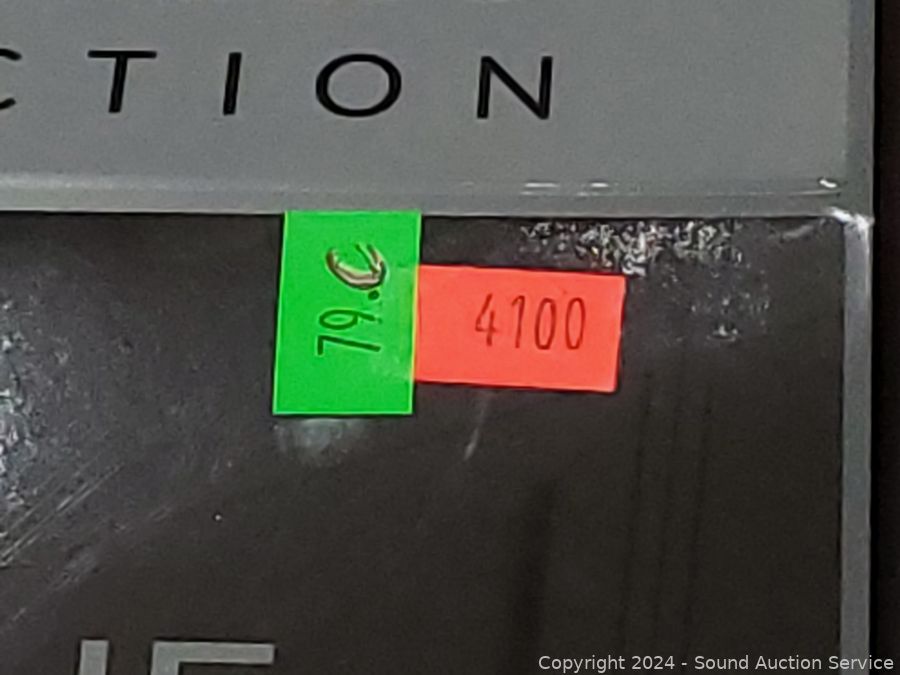 CTION
4100
79.
Copyright 2024 - Sound Auction Service